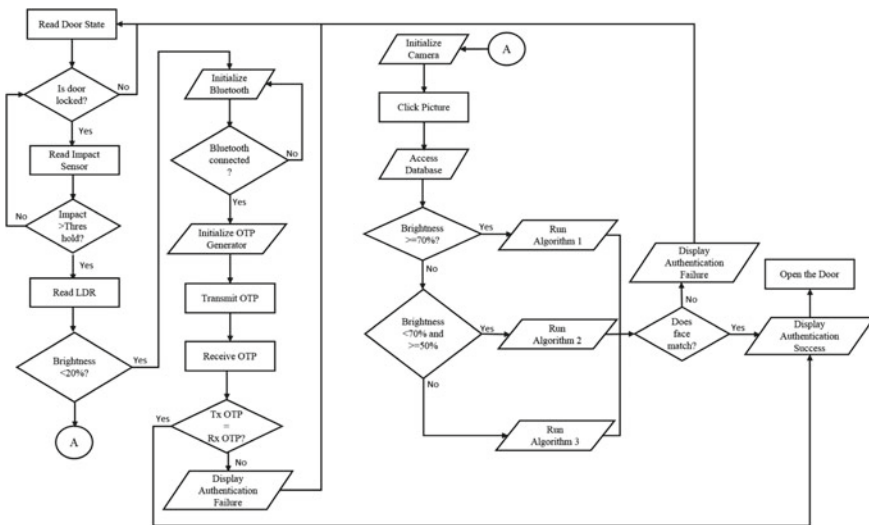 Read Door State
Is door
locked?
No
Yes
Read Impact
Sensor
No
Impact
>Thres
hold?
Yes
Read LDR
Brightness
<20%?
Yes
A
Initialize
Bluetooth
Bluetooth
connected
?
No
Yes
Initialize OTP
Generator
Transmit OTP
Receive OTP
Yes
Tx OTP
=
Rx OTP?
No
Display
Authentication
Failure
Initialize
Camera
A
Click Picture
Access
Database
Brightness
>=70%?
Yes
Run
Algorithm 1
No
Brightness
<70% and
>=50%
Yes
Run
Algorithm 2
No
Run
Algorithm 3
Display
Authentication
Failure
No
Does
face
match?
Yes
Open the Door
Display
Authentication
Success